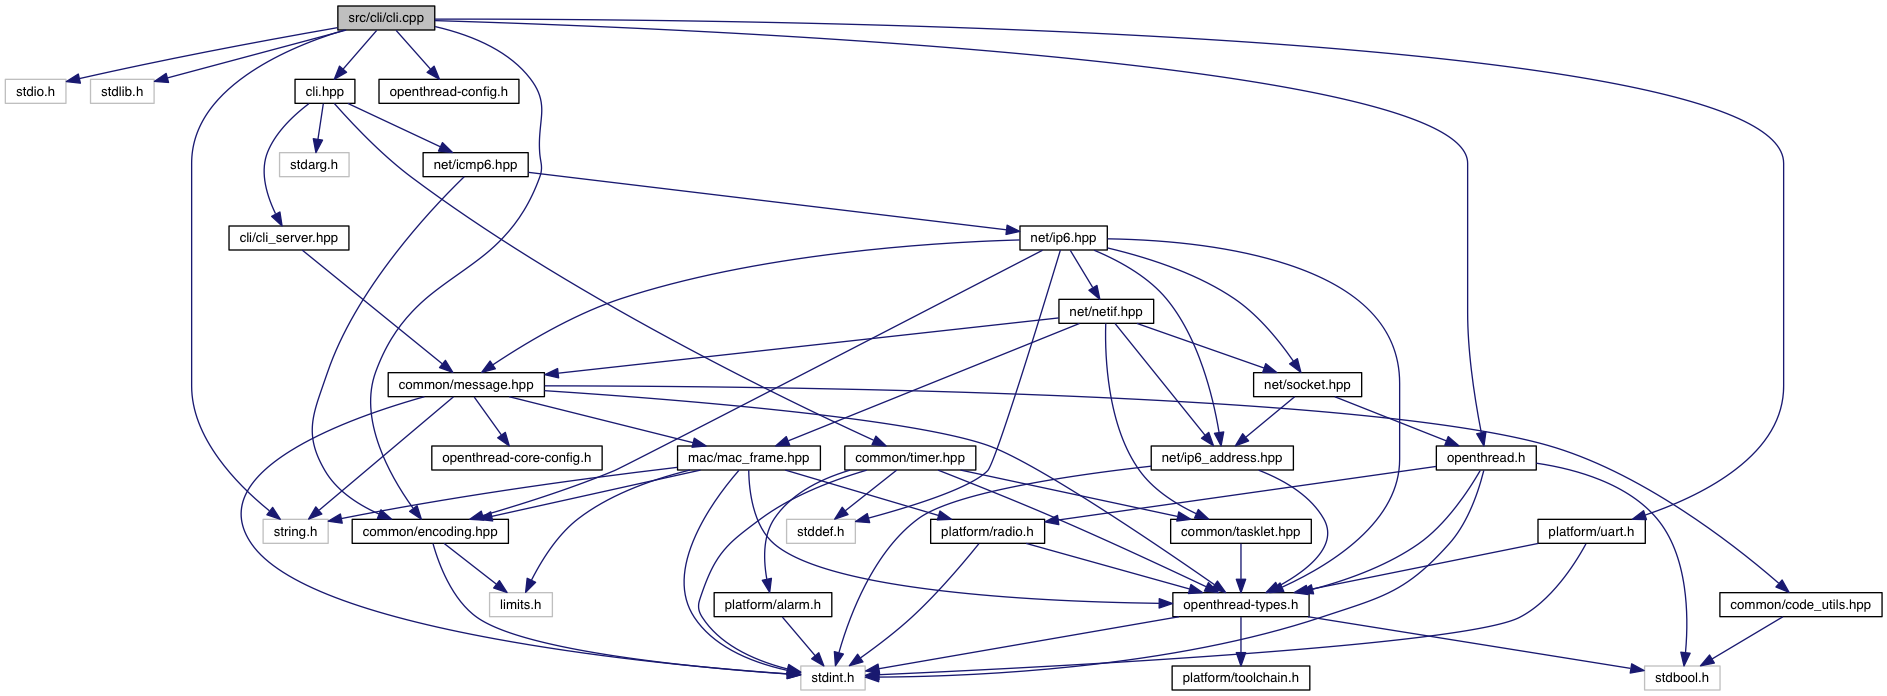 src/cli/cli.cpp
stdio.h
stdlib.h
cli.hpp
openthread-config.h
stdarg.h
net/icmp6.hpp
cli/cli_server.hpp
net/ip6.hpp
net/netif.hpp
common/message.hpp
net/socket.hpp
openthread-core-config.h
mac/mac_frame.hpp
common/timer.hpp
net/ip6_address.hpp
openthread.h
string.h
common/encoding.hpp
stddef.h
platform/radio.h
common/tasklet.hpp
platform/uart.h
limits.h
platform/alarm.h
openthread-types.h
common/code_utils.hpp
stdint.h
platform/toolchain.h
stdbool.h